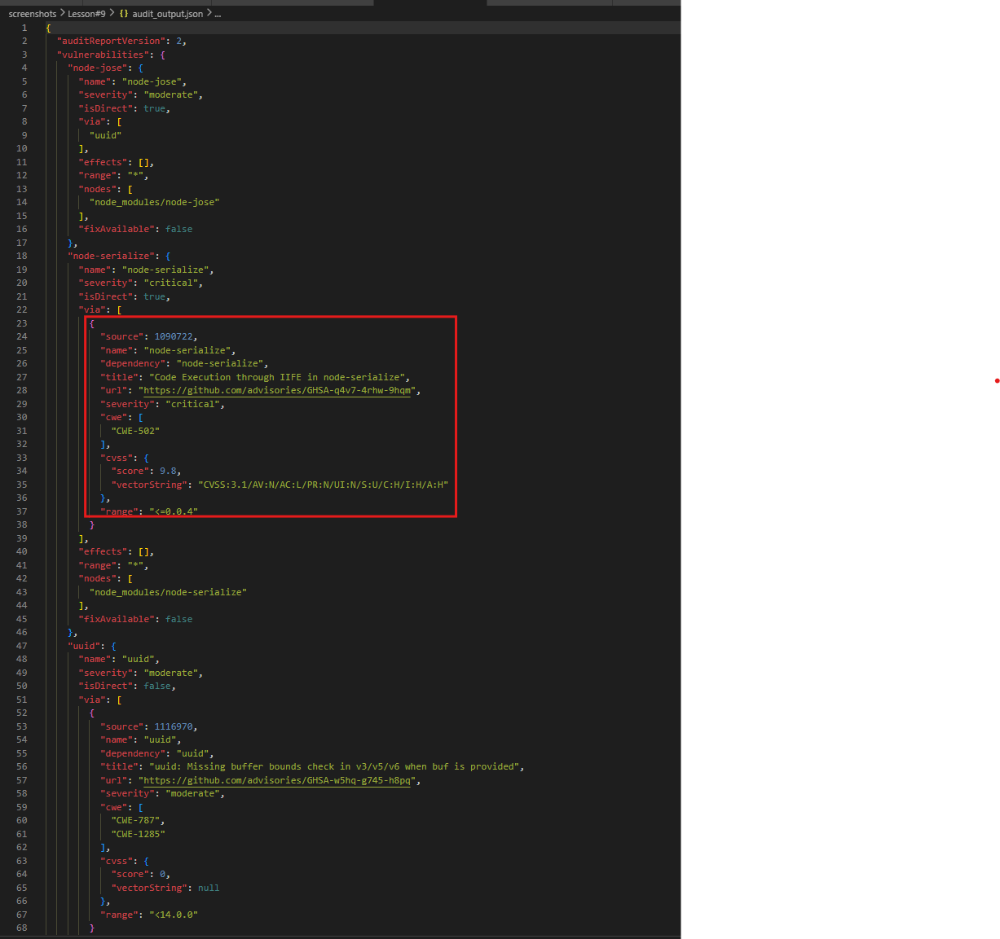 screenshots > Lesson#9 > {} audit_output.json > ...
1 {
2 "auditReportVersion": 2,
3 "vulnerabilities": {
4 "node-jose": {
5 "name": "node-jose",
6 "severity": "moderate",
7 "isDirect": true,
8 "via": [
9 "uuid"
10 ],
11 "effects": [],
12 "range": "*",
13 "nodes": [
14 "node_modules/node-jose"
15 ],
16 "fixAvailable": false
17 },
18 "node-serialize": {
19 "name": "node-serialize",
20 "severity": "critical",
21 "isDirect": true,
22 "via": [
23 {
24 "source": 1090722,
25 "name": "node-serialize",
26 "dependency": "node-serialize",
27 "title": "Code Execution through IIFE in node-serialize",
28 "url": "https://github.com/advisories/GHSA-q4v7-4rhw-9hqm",
29 "severity": "critical",
30 "cwe": [
31 "CWE-502"
32 ],
33 "cvss": {
34 "score": 9.8,
35 "vectorString": "CVSS:3.1/AV:N/AC:L/PR:N/UI:N/S:U/C:H/I:H/A:H"
36 },
37 "range": "<=0.0.4"
38 }
39 ],
40 "effects": [],
41 "range": "*",
42 "nodes": [
43 "node_modules/node-serialize"
44 ],
45 "fixAvailable": false
46 },
47 "uuid": {
48 "name": "uuid",
49 "severity": "moderate",
50 "isDirect": false,
51 "via": [
52 {
53 "source": 1116970,
54 "name": "uuid",
55 "dependency": "uuid",
56 "title": "uuid: Missing buffer bounds check in v3/v5/v6 when buf is provided",
57 "url": "https://github.com/advisories/GHSA-w5hq-g745-h8pq",
58 "severity": "moderate",
59 "cwe": [
60 "CWE-787",
61 "CWE-1285"
62 ],
63 "cvss": {
64 "score": 0,
65 "vectorString": null
66 },
67 "range": "<14.0.0"
68 }